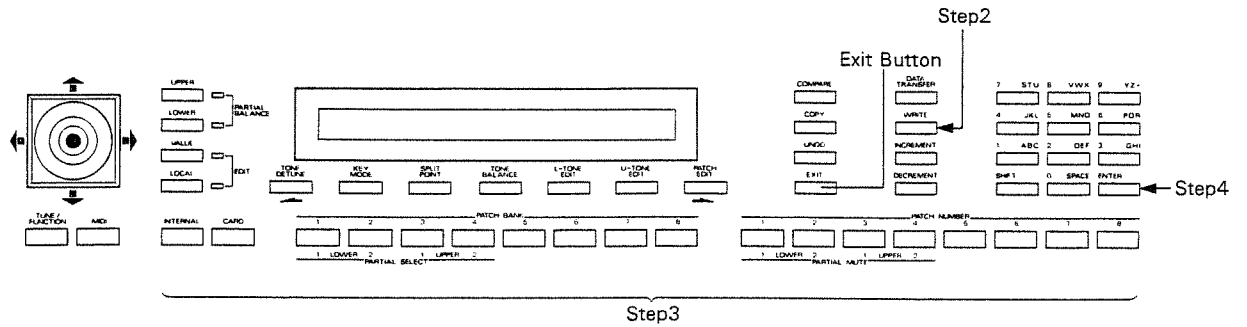 Step2
Exit Button
UPPER
LOWER
PARTIAL BALANCE
VALUE
LOCAL
EDIT
TONE DETUNE
KEY MODE
SPLIT POINT
TONE BALANCE
L-TONE EDIT
U-TONE EDIT
PATCH EDIT
COMPARE
COPY
UNDO
EXIT
DATA TRANSFER
WRITE
INCREMENT
DECREMENT
7 STU 8 VWX 9 YZ-
4 JKL 5 MNO 6 PQR
1 ABC 2 DEF 3 GHI
SHIFT 0 SPACE ENTER
Step4
TUNE / FUNCTION
MIDI
INTERNAL
CARD
PATCH BANK
1 2 3 4 5 6 7 8
1 LOWER 2 1 UPPER 2
PARTIAL SELECT
PATCH NUMBER
1 2 3 4 5 6 7 8
1 LOWER 2 1 UPPER 2
PARTIAL MUTE
Step3